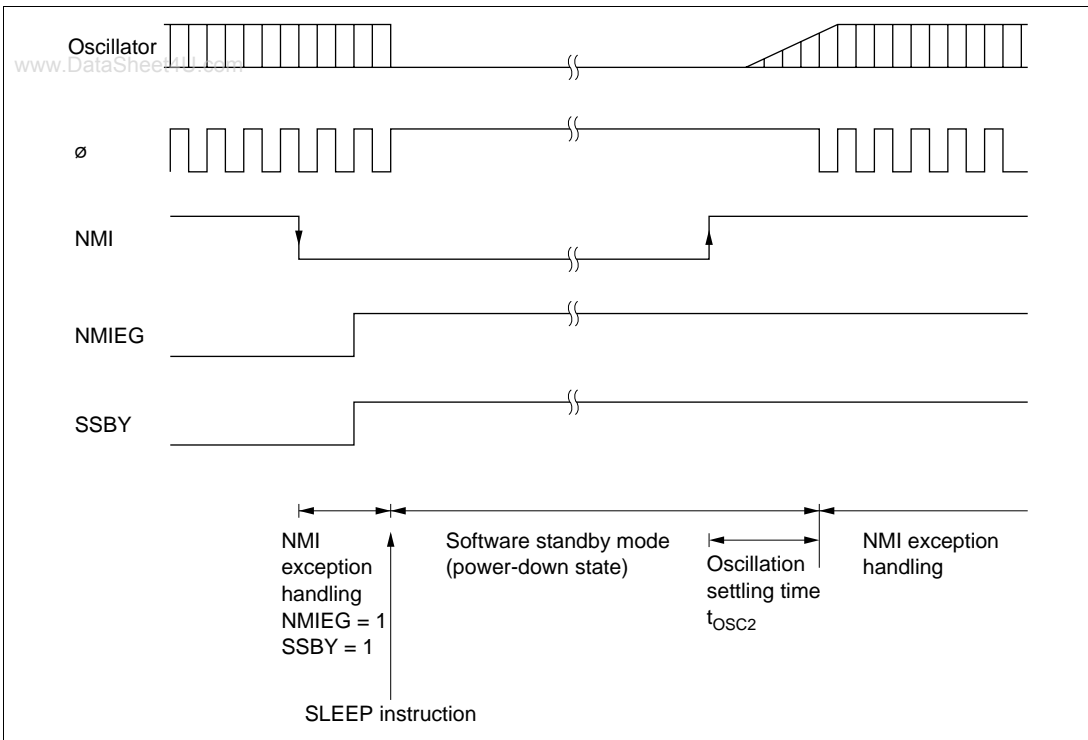 Oscillator
www.DataSheet4U.com
ø
NMI
NMIEG
SSBY
NMI
exception
handling
NMIEG = 1
SSBY = 1
Software standby mode
(power-down state)
Oscillation
settling time
tOSC2
NMI exception
handling
SLEEP instruction